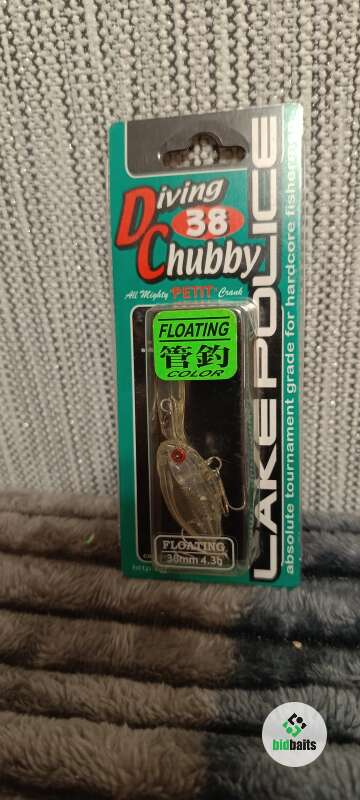 Diving
38
Chubby
All Mighty "PETIT" Crank
FLOATING
管釣
COLOR
FLOATING
38mm 4.3g
LAKE POLICE
absolute tournament grade for hardcore fisherm
bidbaits